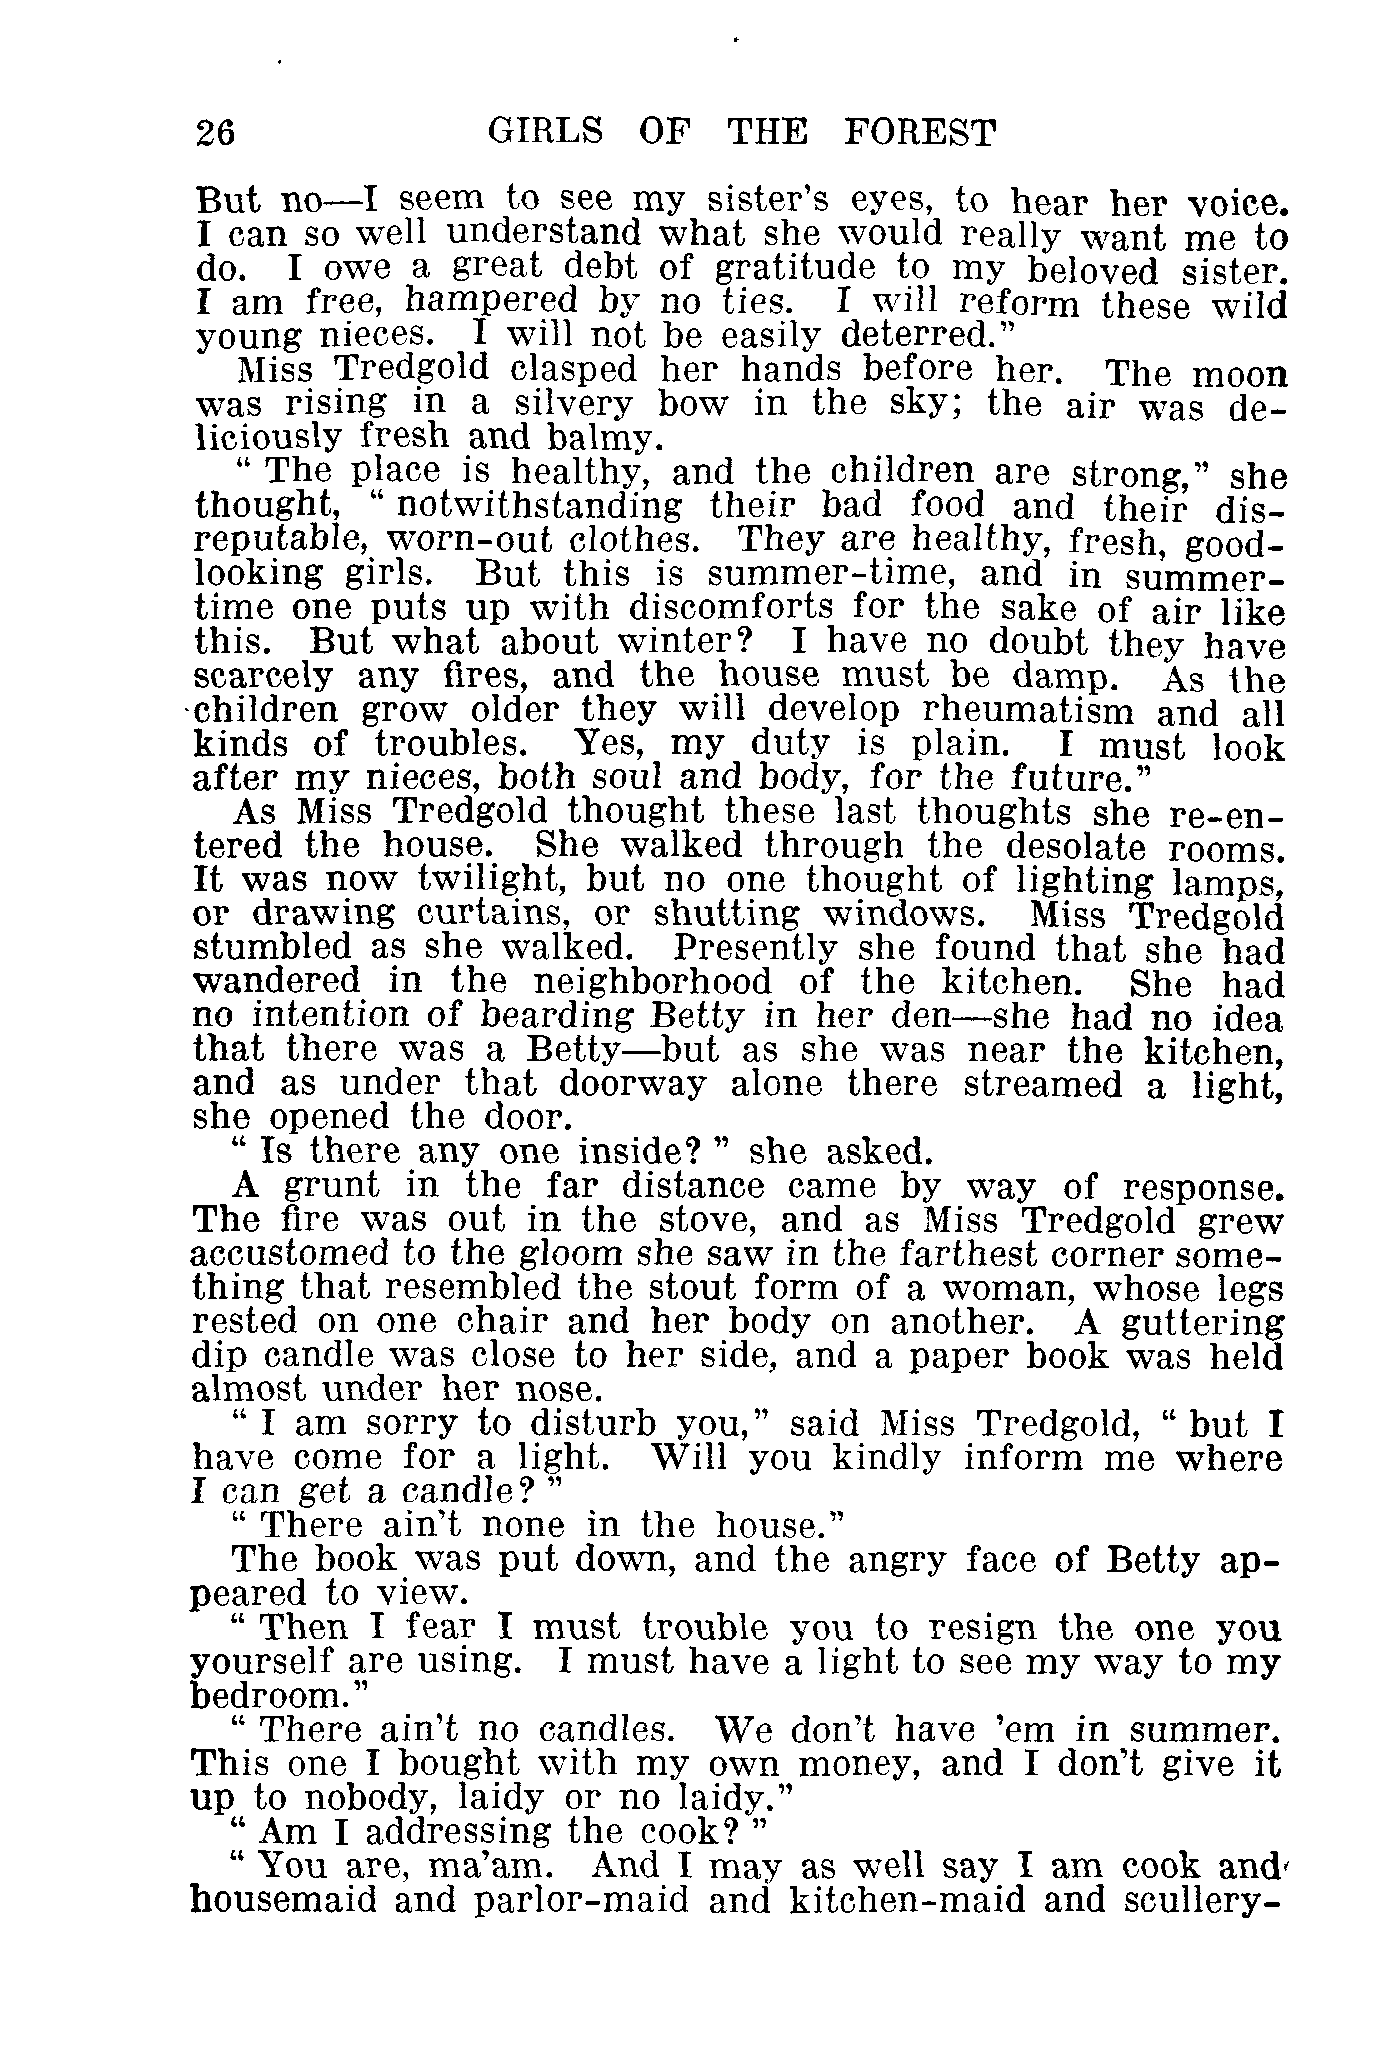 26 GIRLS OF THE FOREST
But no—I seem to see my sister's eyes, to hear her voice.
I can so well understand what she would really want me to
do. I owe a great debt of gratitude to my beloved sister.
I am free, hampered by no ties. I will reform these wild
young nieces. I will not be easily deterred.”
Miss Tredgold clasped her hands before her. The moon
was rising in a silvery bow in the sky; the air was de-
liciously fresh and balmy.
“ The place is healthy, and the children are strong,” she
thought, “ notwithstanding their bad food and their dis-
reputable, worn-out clothes. They are healthy, fresh, good-
looking girls. But this is summer-time, and in summer-
time one puts up with discomforts for the sake of air like
this. But what about winter? I have no doubt they have
scarcely any fires, and the house must be damp. As the
children grow older they will develop rheumatism and all
kinds of troubles. Yes, my duty is plain. I must look
after my nieces, both soul and body, for the future.”
As Miss Tredgold thought these last thoughts she re-en-
tered the house. She walked through the desolate rooms.
It was now twilight, but no one thought of lighting lamps,
or drawing curtains, or shutting windows. Miss Tredgold
stumbled as she walked. Presently she found that she had
wandered in the neighborhood of the kitchen. She had
no intention of bearding Betty in her den—she had no idea
that there was a Betty—but as she was near the kitchen,
and as under that doorway alone there streamed a light,
she opened the door.
“ Is there any one inside? ” she asked.
A grunt in the far distance came by way of response.
The fire was out in the stove, and as Miss Tredgold grew
accustomed to the gloom she saw in the farthest corner some-
thing that resembled the stout form of a woman, whose legs
rested on one chair and her body on another. A guttering
dip candle was close to her side, and a paper book was held
almost under her nose.
“ I am sorry to disturb you,” said Miss Tredgold, “ but I
have come for a light. Will you kindly inform me where
I can get a candle? ”
“ There ain't none in the house.”
The book was put down, and the angry face of Betty ap-
peared to view.
“ Then I fear I must trouble you to resign the one you
yourself are using. I must have a light to see my way to my
bedroom.”
“ There ain't no candles. We don't have 'em in summer.
This one I bought with my own money, and I don't give it
up to nobody, laidy or no laidy.”
“ Am I addressing the cook? ”
“ You are, ma'am. And I may as well say I am cook and
housemaid and parlor-maid and kitchen-maid and scullery-